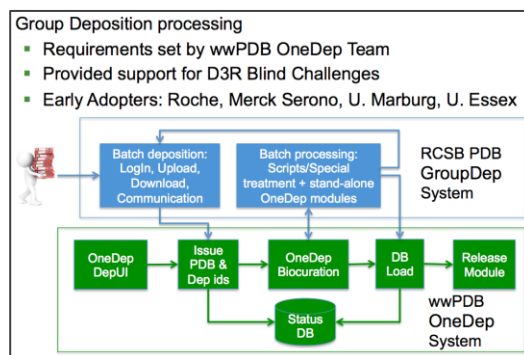 Group Deposition processing
Requirements set by wwPDB OneDep Team
Provided support for D3R Blind Challenges
Early Adopters: Roche, Merck Serono, U. Marburg, U. Essex
Batch deposition:
LogIn, Upload,
Download,
Communication
Batch processing:
Scripts/Special
treatment + stand-alone
OneDep modules
RCSB PDB
GroupDep
System
OneDep
DepUI
Issue
PDB &
Dep ids
OneDep
Biocuration
DB
Load
Release
Module
Status
DB
wwPDB
OneDep
System